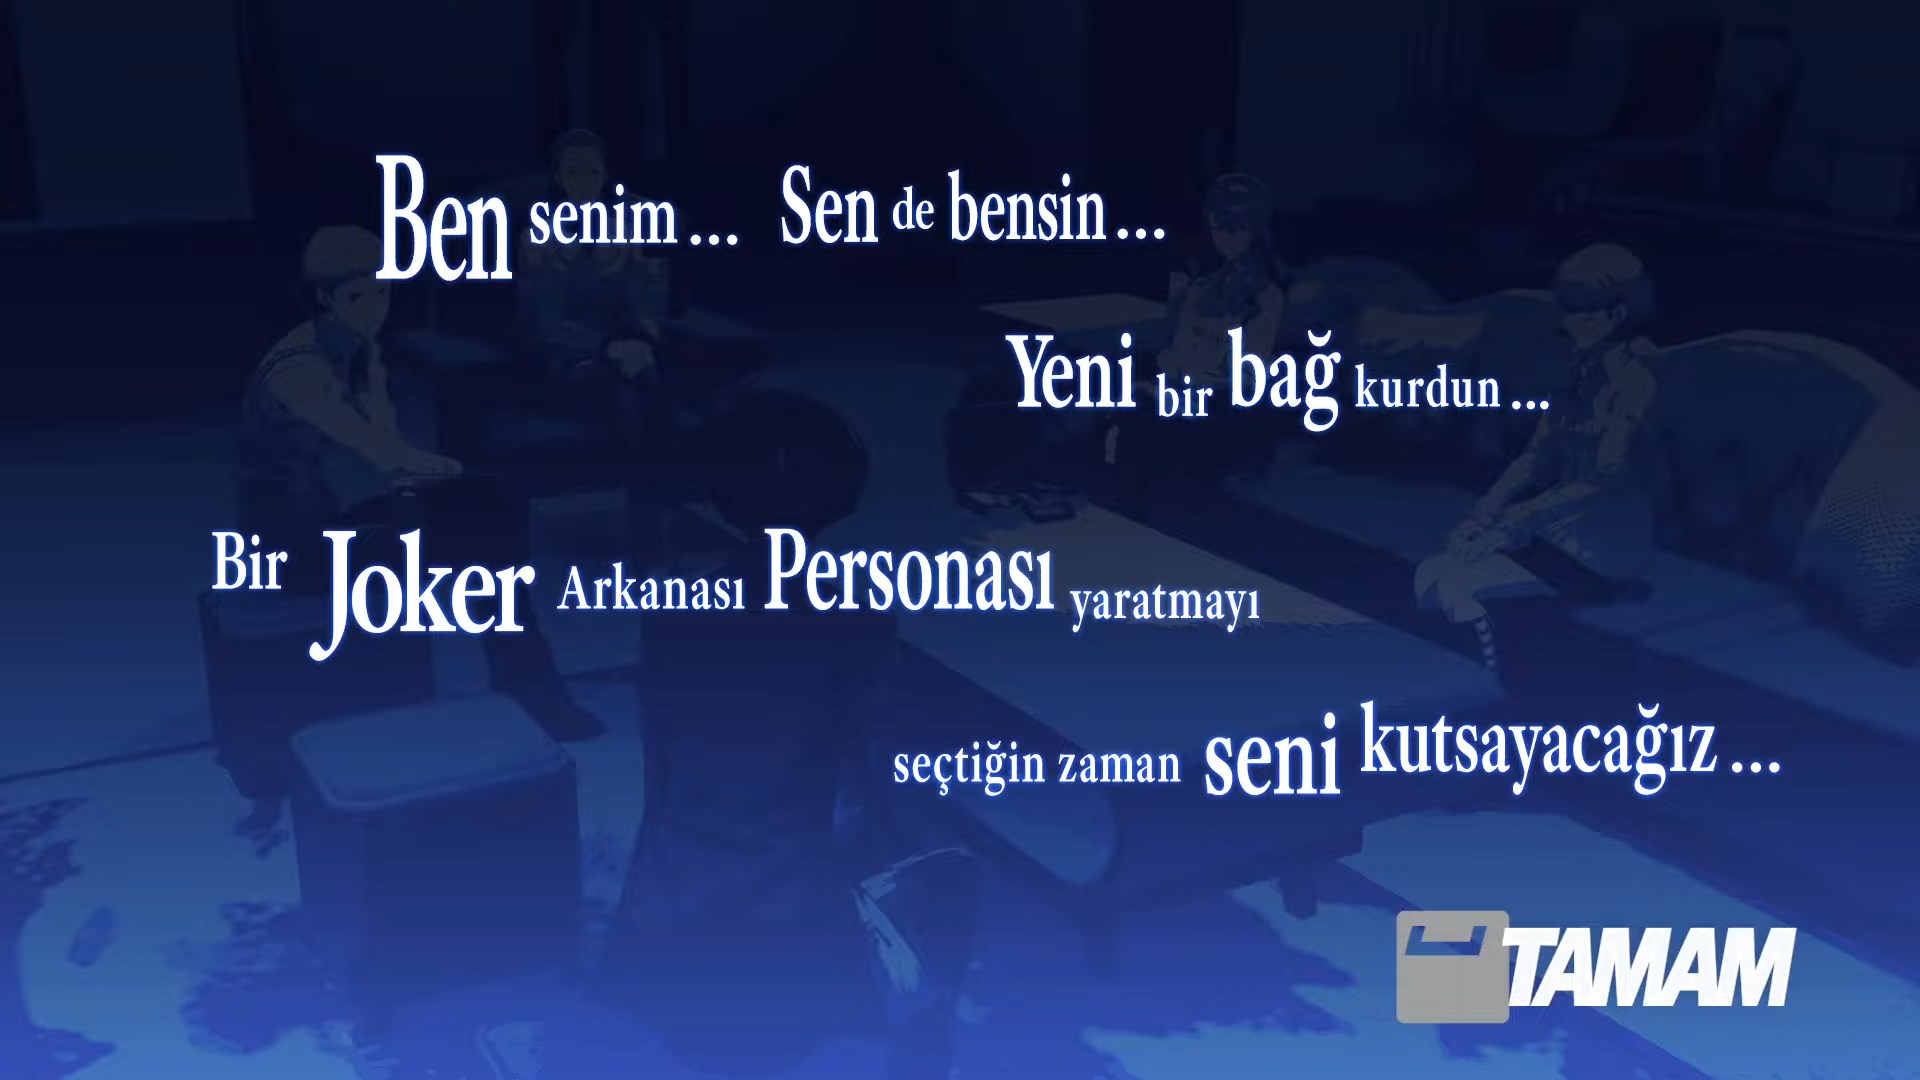 Ben senim... Sen de bensin...
Yeni bir bağ kurdun...
Bir Joker Arkanası Personası yaratmayı
seçtiğin zaman seni kutsayacağız...
TAMAM